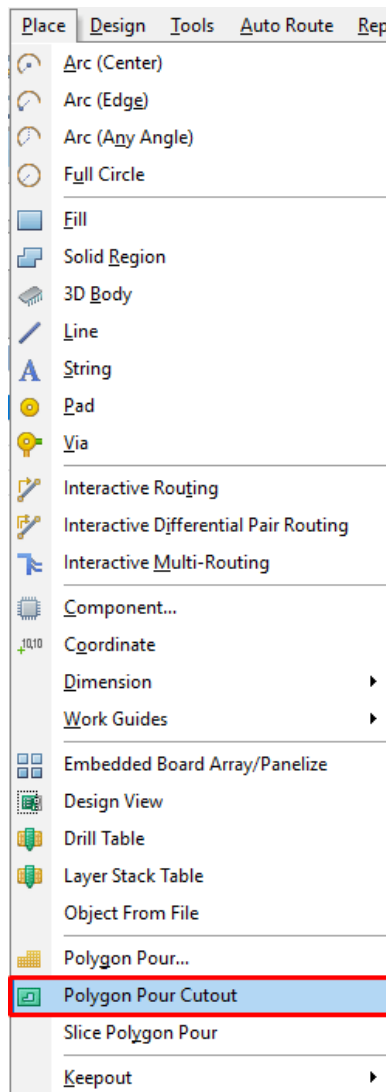 Place Design Tools Auto Route Rep
Arc (Center)
Arc (Edge)
Arc (Any Angle)
Full Circle
Fill
Solid Region
3D Body
Line
A String
Pad
Via
Interactive Routing
Interactive Differential Pair Routing
Interactive Multi-Routing
Component...
+10,10 Coordinate
Dimension
Work Guides
Embedded Board Array/Panelize
Design View
Drill Table
Layer Stack Table
Object From File
Polygon Pour...
Polygon Pour Cutout
Slice Polygon Pour
Keepout